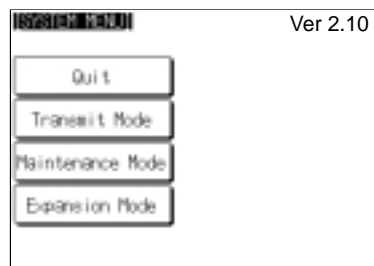 [SYSTEM MENU] Ver 2.10
Quit
Transmit Mode
Maintenance Mode
Expansion Mode